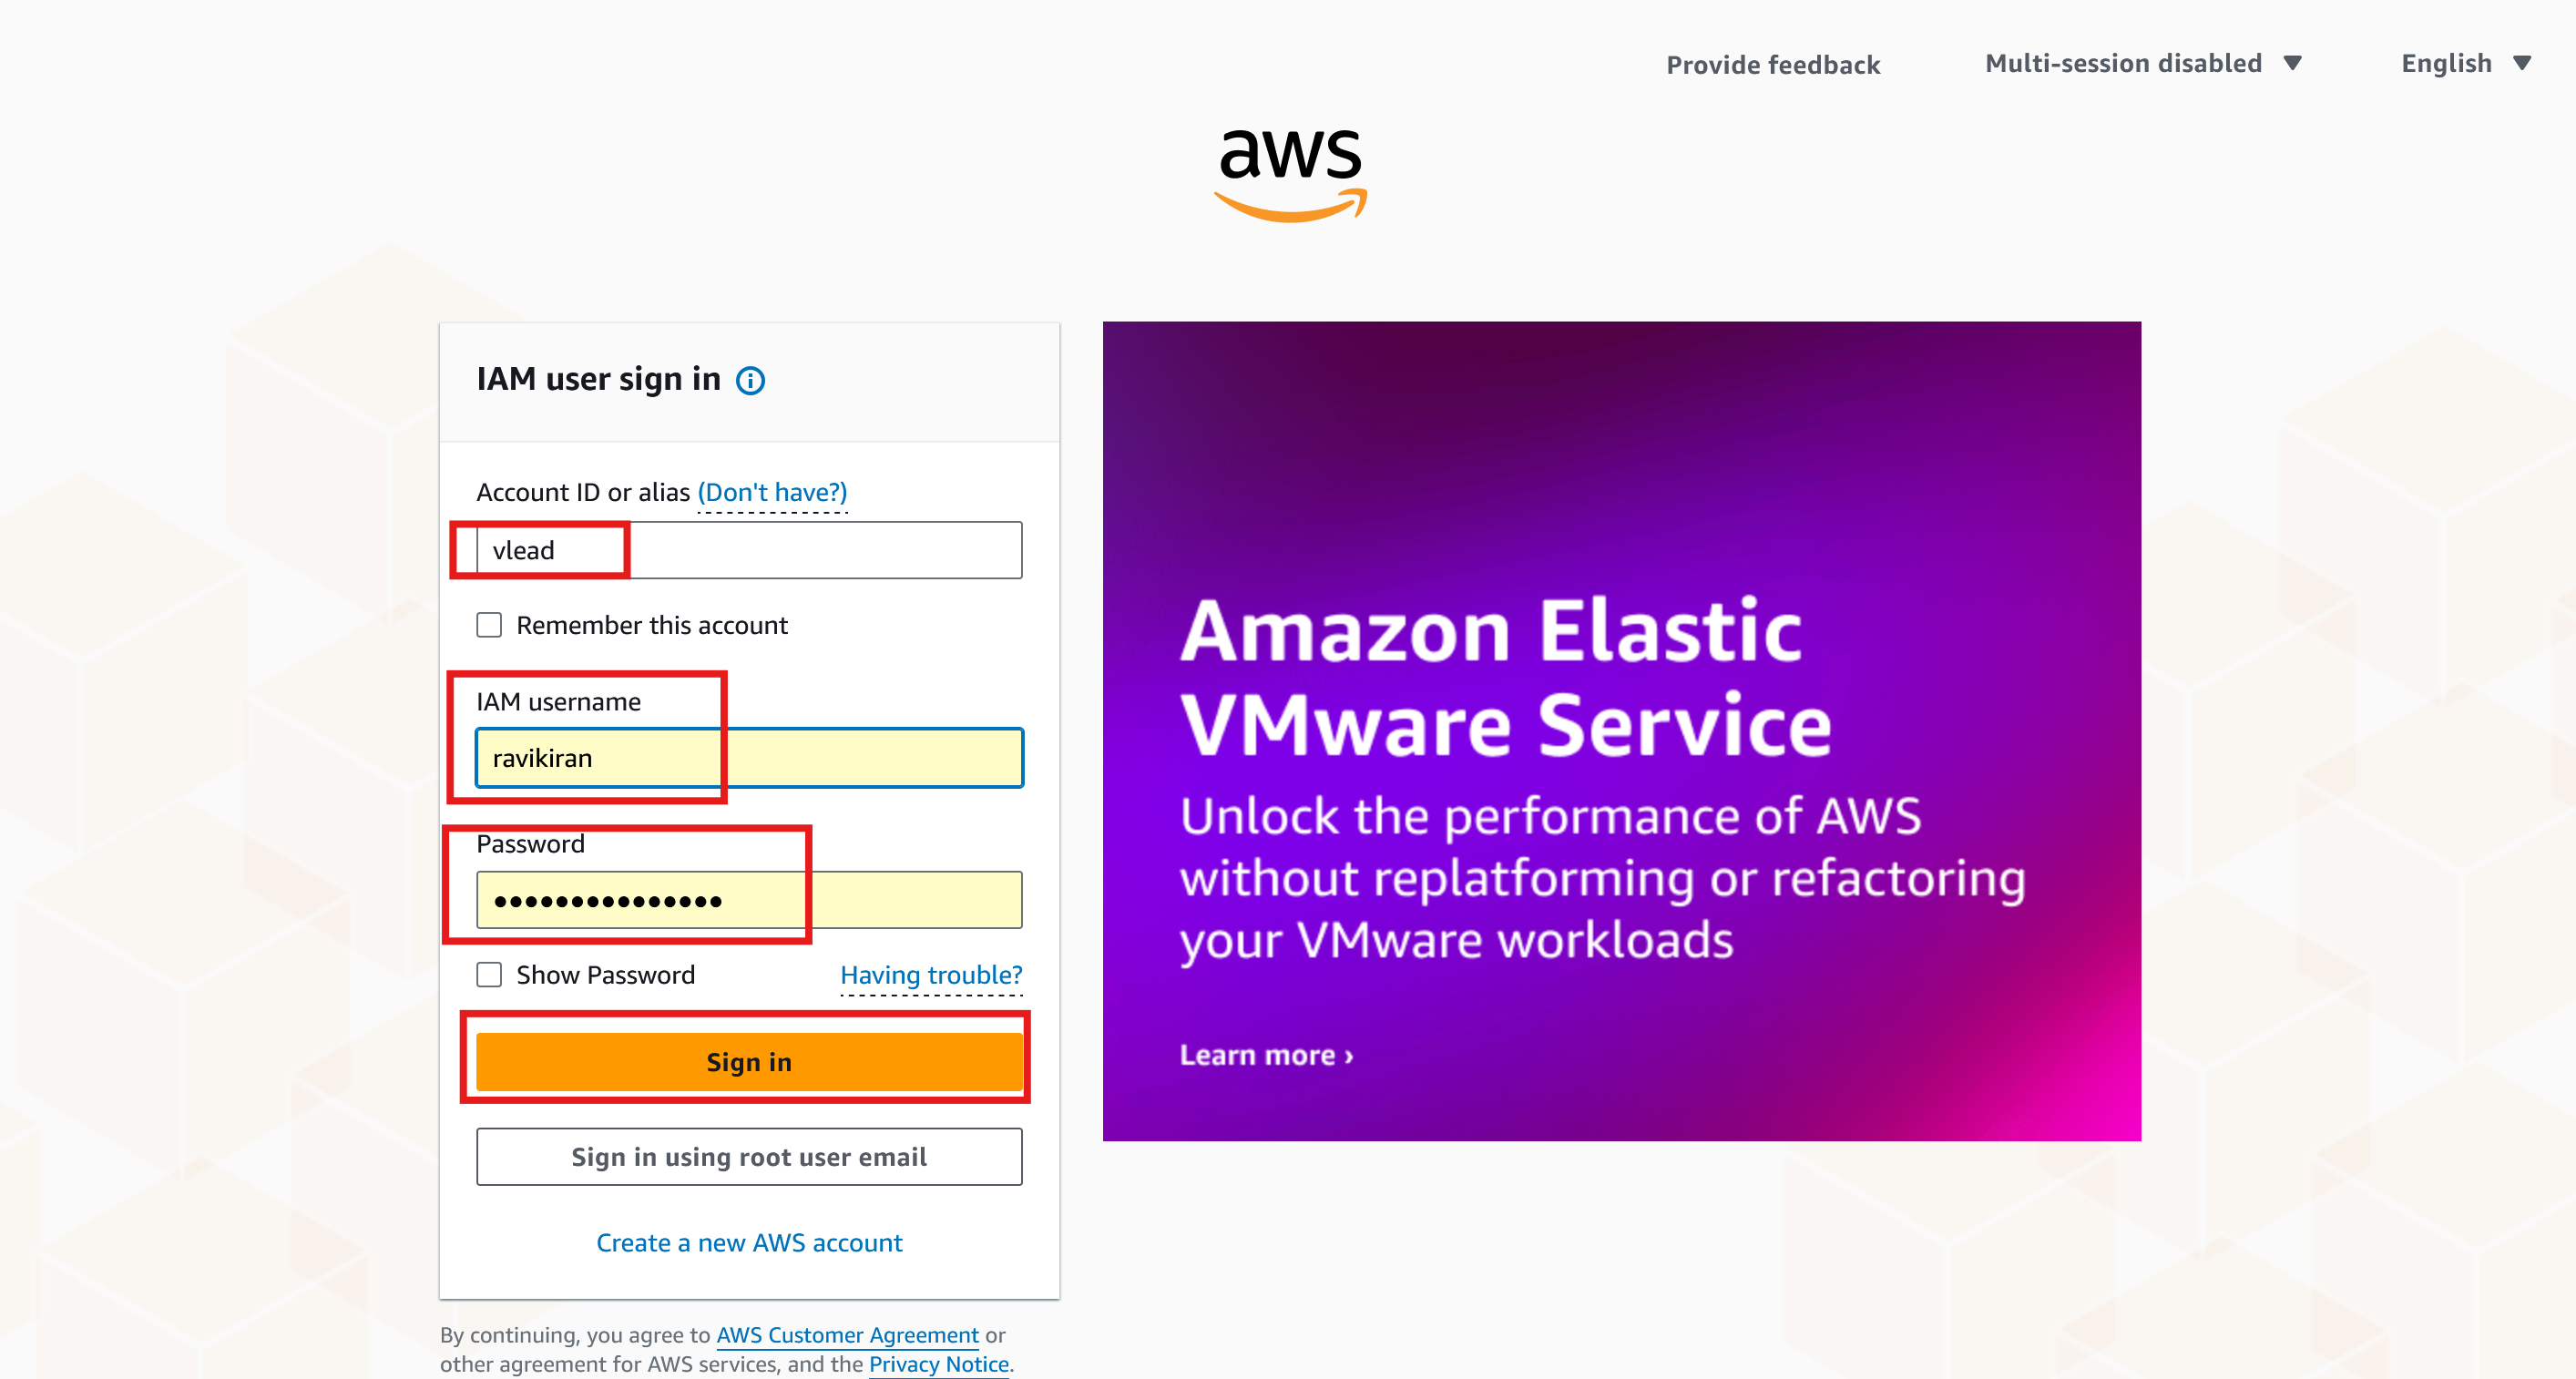 Provide feedback
Multi-session disabled
English
aws
IAM user sign in
Account ID or alias (Don't have?)
vlead
Remember this account
IAM username
ravikiran
Password
•••••••••••••••
Show Password
Having trouble?
Sign in
Sign in using root user email
Create a new AWS account
By continuing, you agree to AWS Customer Agreement or
other agreement for AWS services, and the Privacy Notice.
Amazon Elastic
VMware Service
Unlock the performance of AWS
without replatforming or refactoring
your VMware workloads
Learn more ›